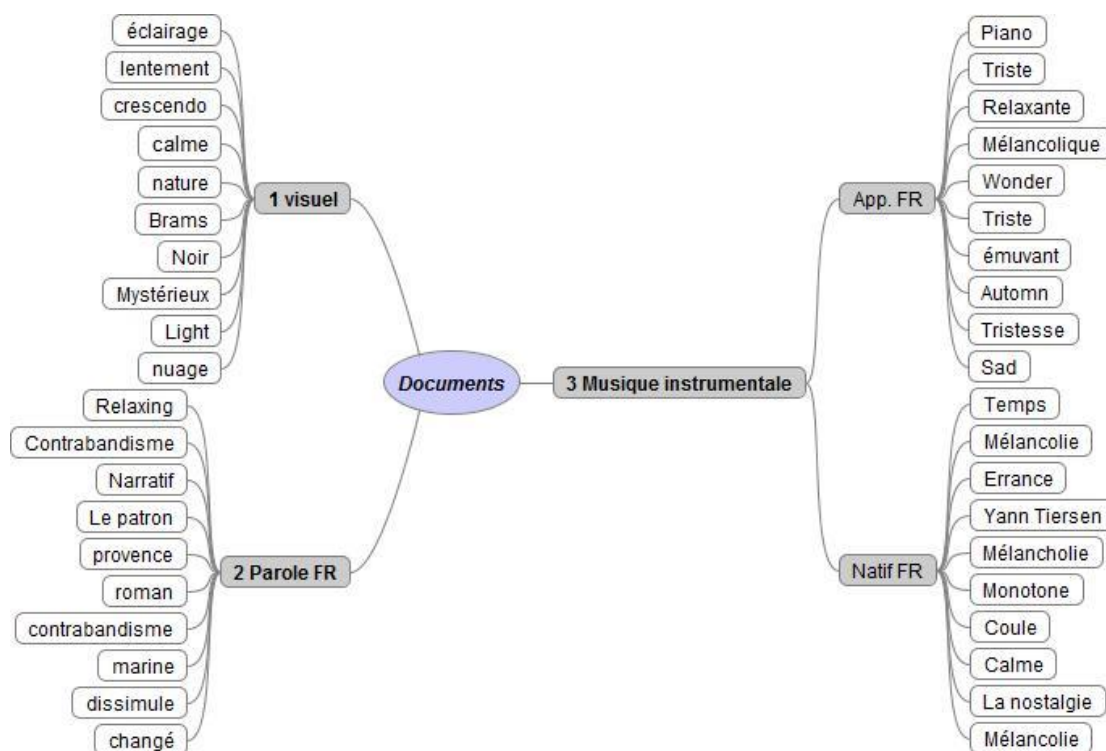 éclairage
lentement
crescendo
calme
nature
Brams
Noir
Mystérieux
Light
nuage
1 visuel
Relaxing
Contrabandisme
Narratif
Le patron
provence
roman
contrabandisme
marine
dissimule
changé
2 Parole FR
Documents
3 Musique instrumentale
App. FR
Piano
Triste
Relaxante
Mélancolique
Wonder
Triste
émuvant
Automn
Tristesse
Sad
Natif FR
Temps
Mélancolie
Errance
Yann Tiersen
Mélancholie
Monotone
Coule
Calme
La nostalgie
Mélancolie